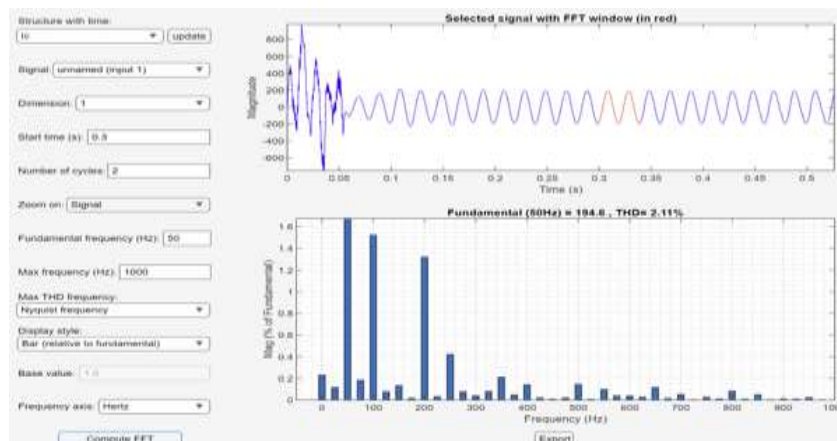 Structure with time:
Ic
update
Signal: unnamed (input 1)
Dimension: 1
Start time (s): 0.3
Number of cycles: 2
Zoom on: Signal
Fundamental frequency (Hz): 50
Max frequency (Hz): 1000
Max THD frequency:
Nyquist frequency
Display style:
Bar (relative to fundamental)
Base value: 1.0
Frequency axis: Hertz
Compute FFT
Selected signal with FFT window (in red)
Magnitude
800
600
400
200
0
-200
-400
-600
0 0.05 0.1 0.15 0.2 0.25 0.3 0.35 0.4 0.45 0.5
Time (s)
Fundamental (50Hz) = 194.6 , THD= 2.11%
Mag (% of Fundamental)
1.6
1.4
1.2
1
0.8
0.6
0.4
0.2
0
0 100 200 300 400 500 600 700 800 900 1000
Frequency (Hz)
Export